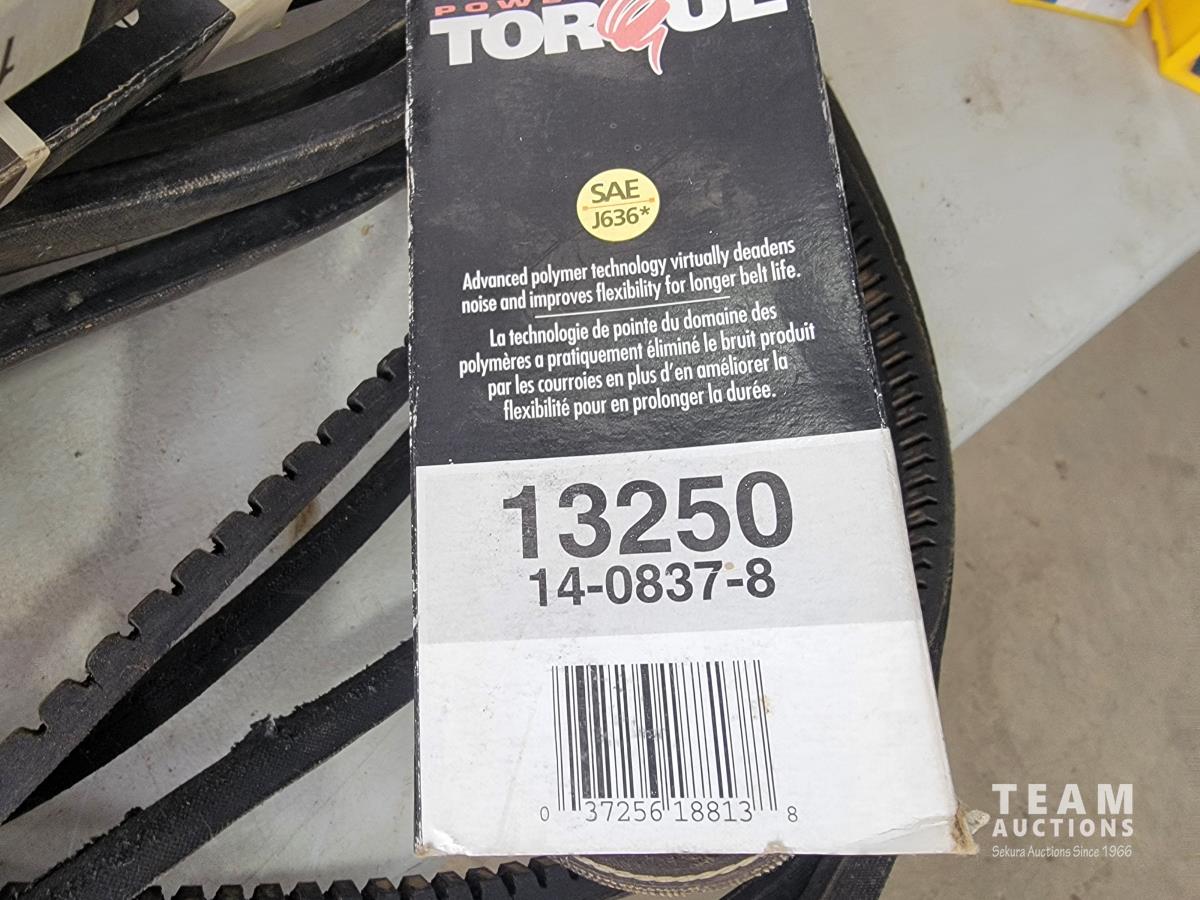 POWE
TORQUE
SAE
J636*
Advanced polymer technology virtually deadens
noise and improves flexibility for longer belt life.
La technologie de pointe du domaine des
polymères a pratiquement éliminé le bruit produit
par les courroies en plus d'en améliorer la
flexibilité pour en prolonger la durée.
13250
14-0837-8
0 37256 18813 8
TEAM
AUCTIONS
Sekura Auctions Since 1966